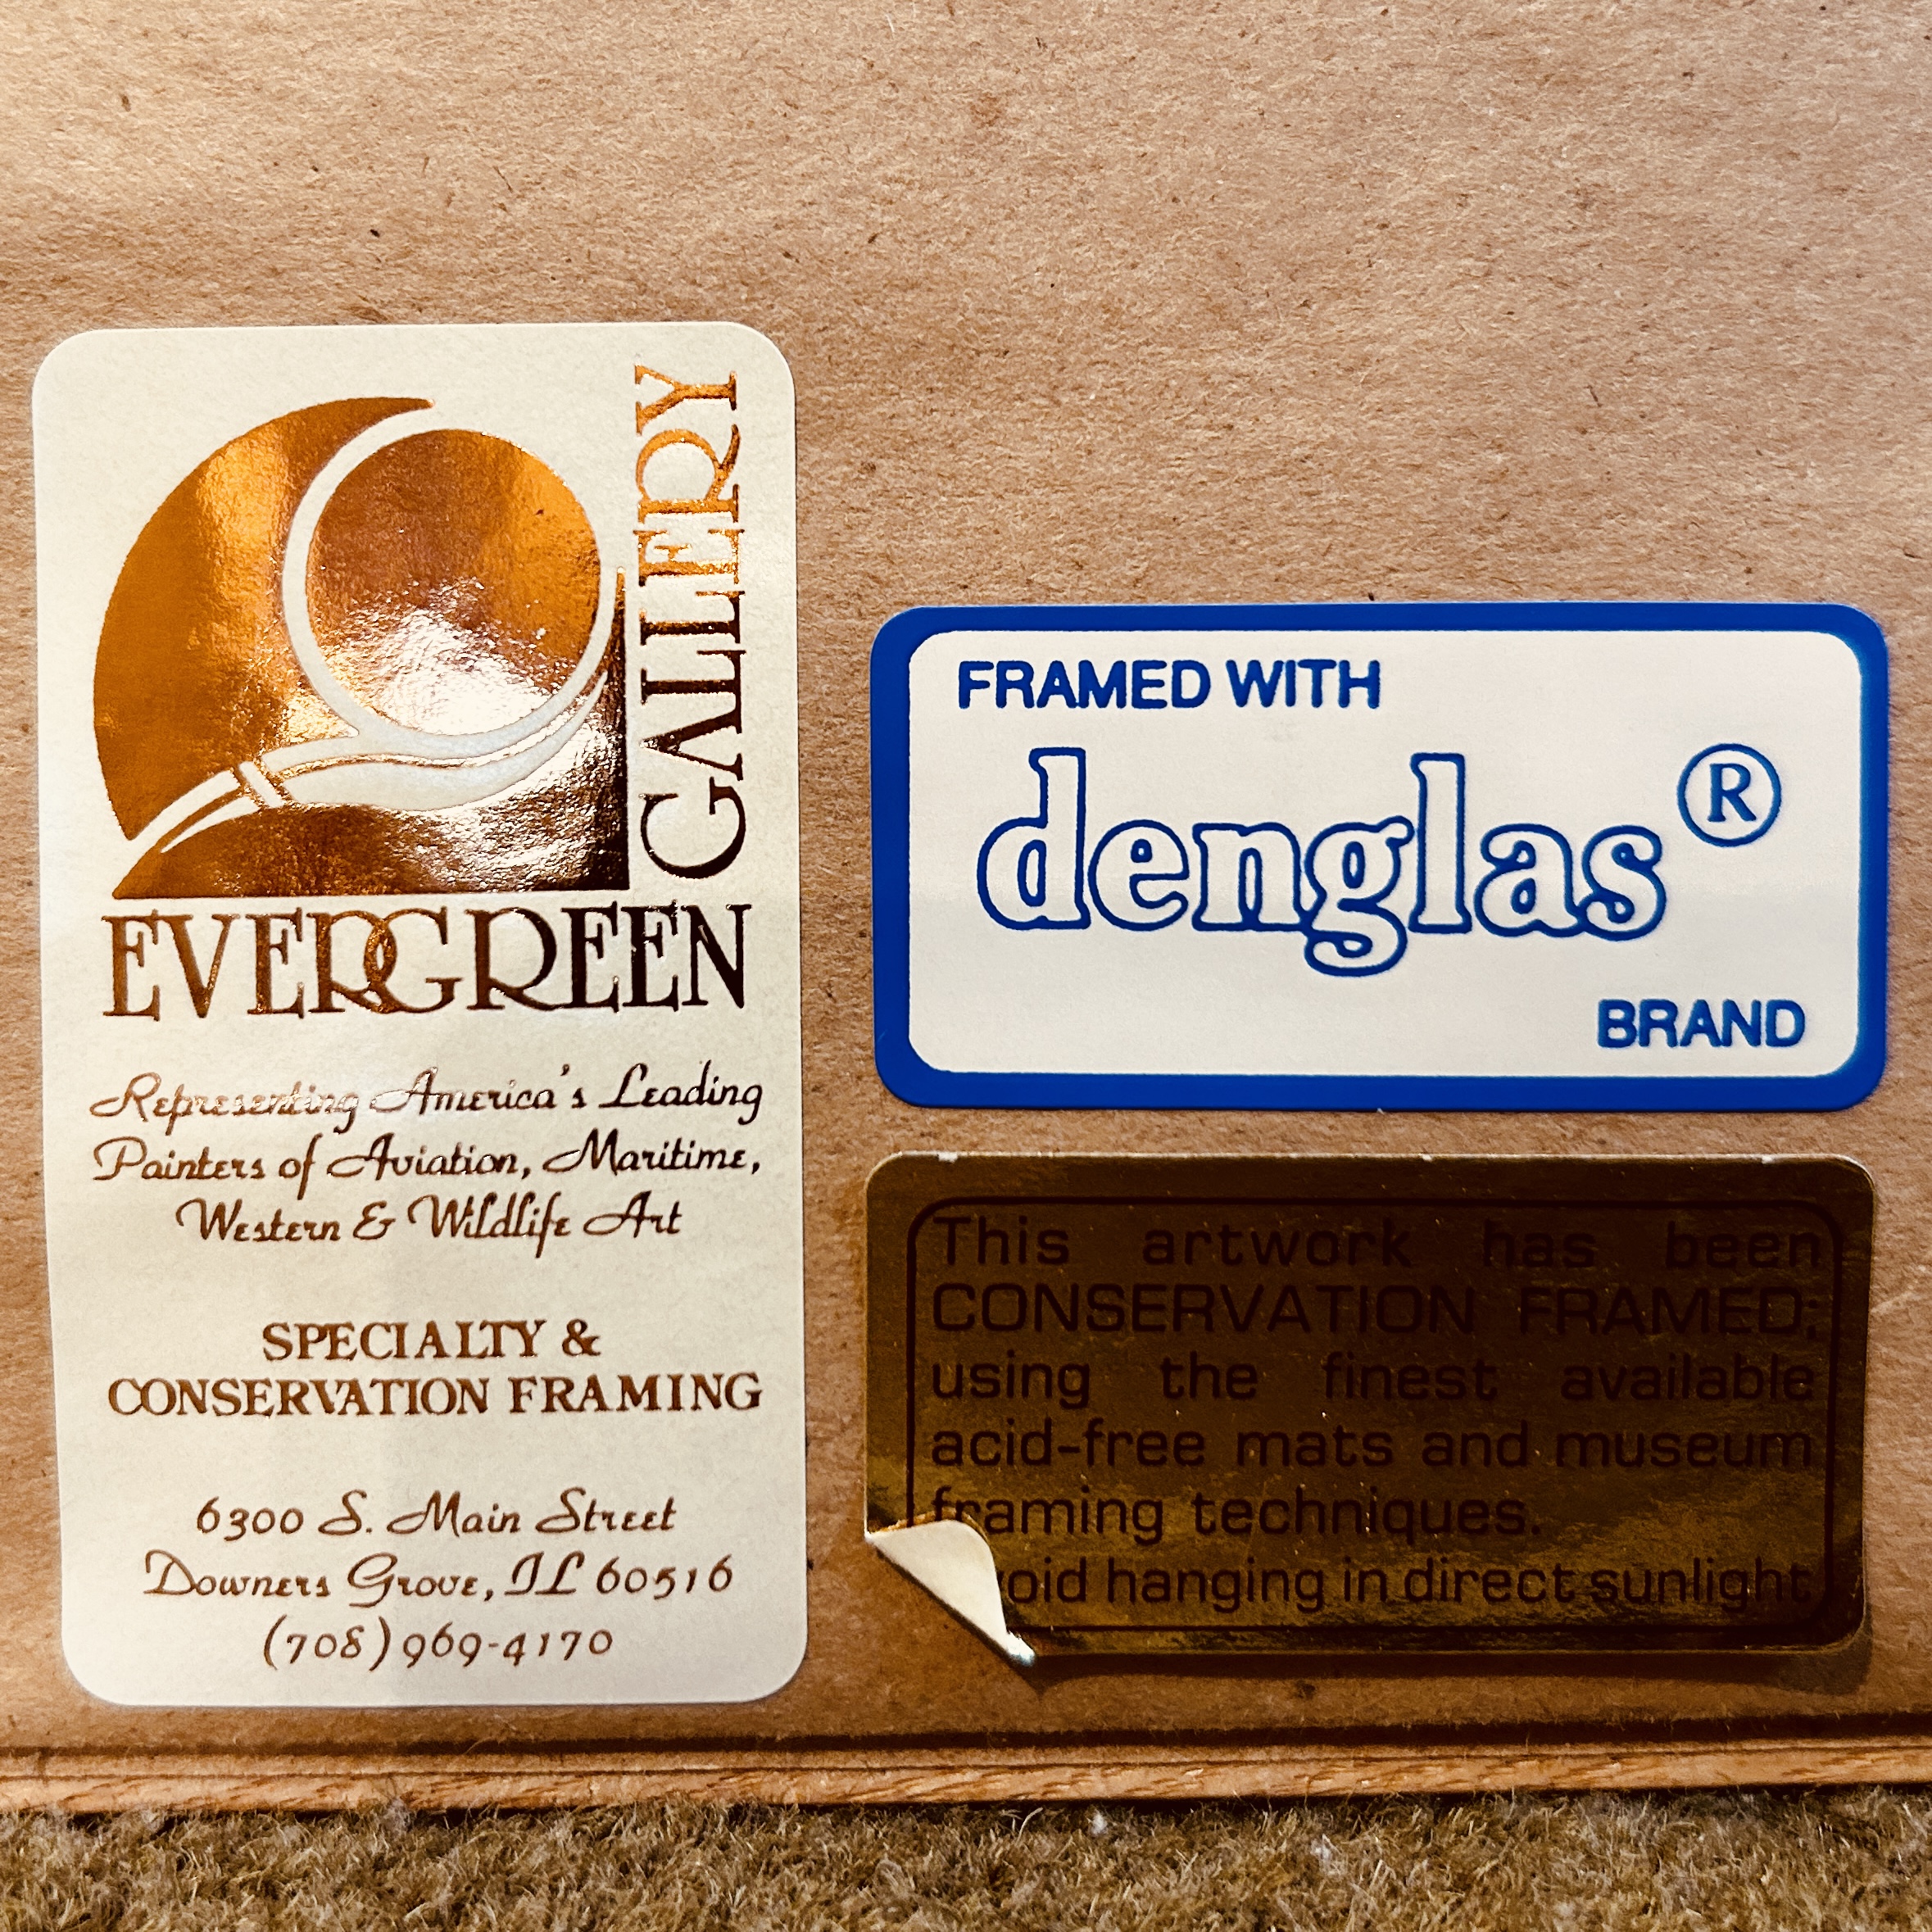 GALLERY
EVERGREEN
Representing America's Leading
Painters of Aviation, Maritime,
Western & Wildlife Art
SPECIALTY &
CONSERVATION FRAMING
6300 S. Main Street
Downers Grove, IL 60516
(708) 969-4170
FRAMED WITH
denglas®
BRAND
This artwork has been
CONSERVATION FRAMED;
using the finest available
acid-free mats and museum
framing techniques.
hanging in direct sunlight